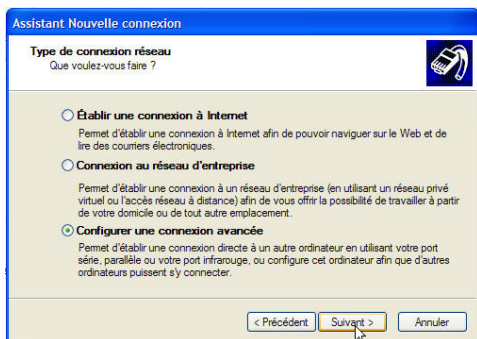 Assistant Nouvelle connexion
Type de connexion réseau
Que voulez-vous faire ?
Établir une connexion à Internet
Permet d'établir une connexion à Internet afin de pouvoir naviguer sur le Web et de
lire des courriers électroniques.
Connexion au réseau d'entreprise
Permet d'établir une connexion à un réseau d'entreprise (en utilisant un réseau privé
virtuel ou l'accès réseau à distance) afin de vous offrir la possibilité de travailler à partir
de votre domicile ou de tout autre emplacement.
Configurer une connexion avancée
Permet d'établir une connexion directe à un autre ordinateur en utilisant votre port
série, parallèle ou votre port infrarouge, ou configure cet ordinateur afin que d'autres
ordinateurs puissent s'y connecter.
< Précédent Suivant > Annuler